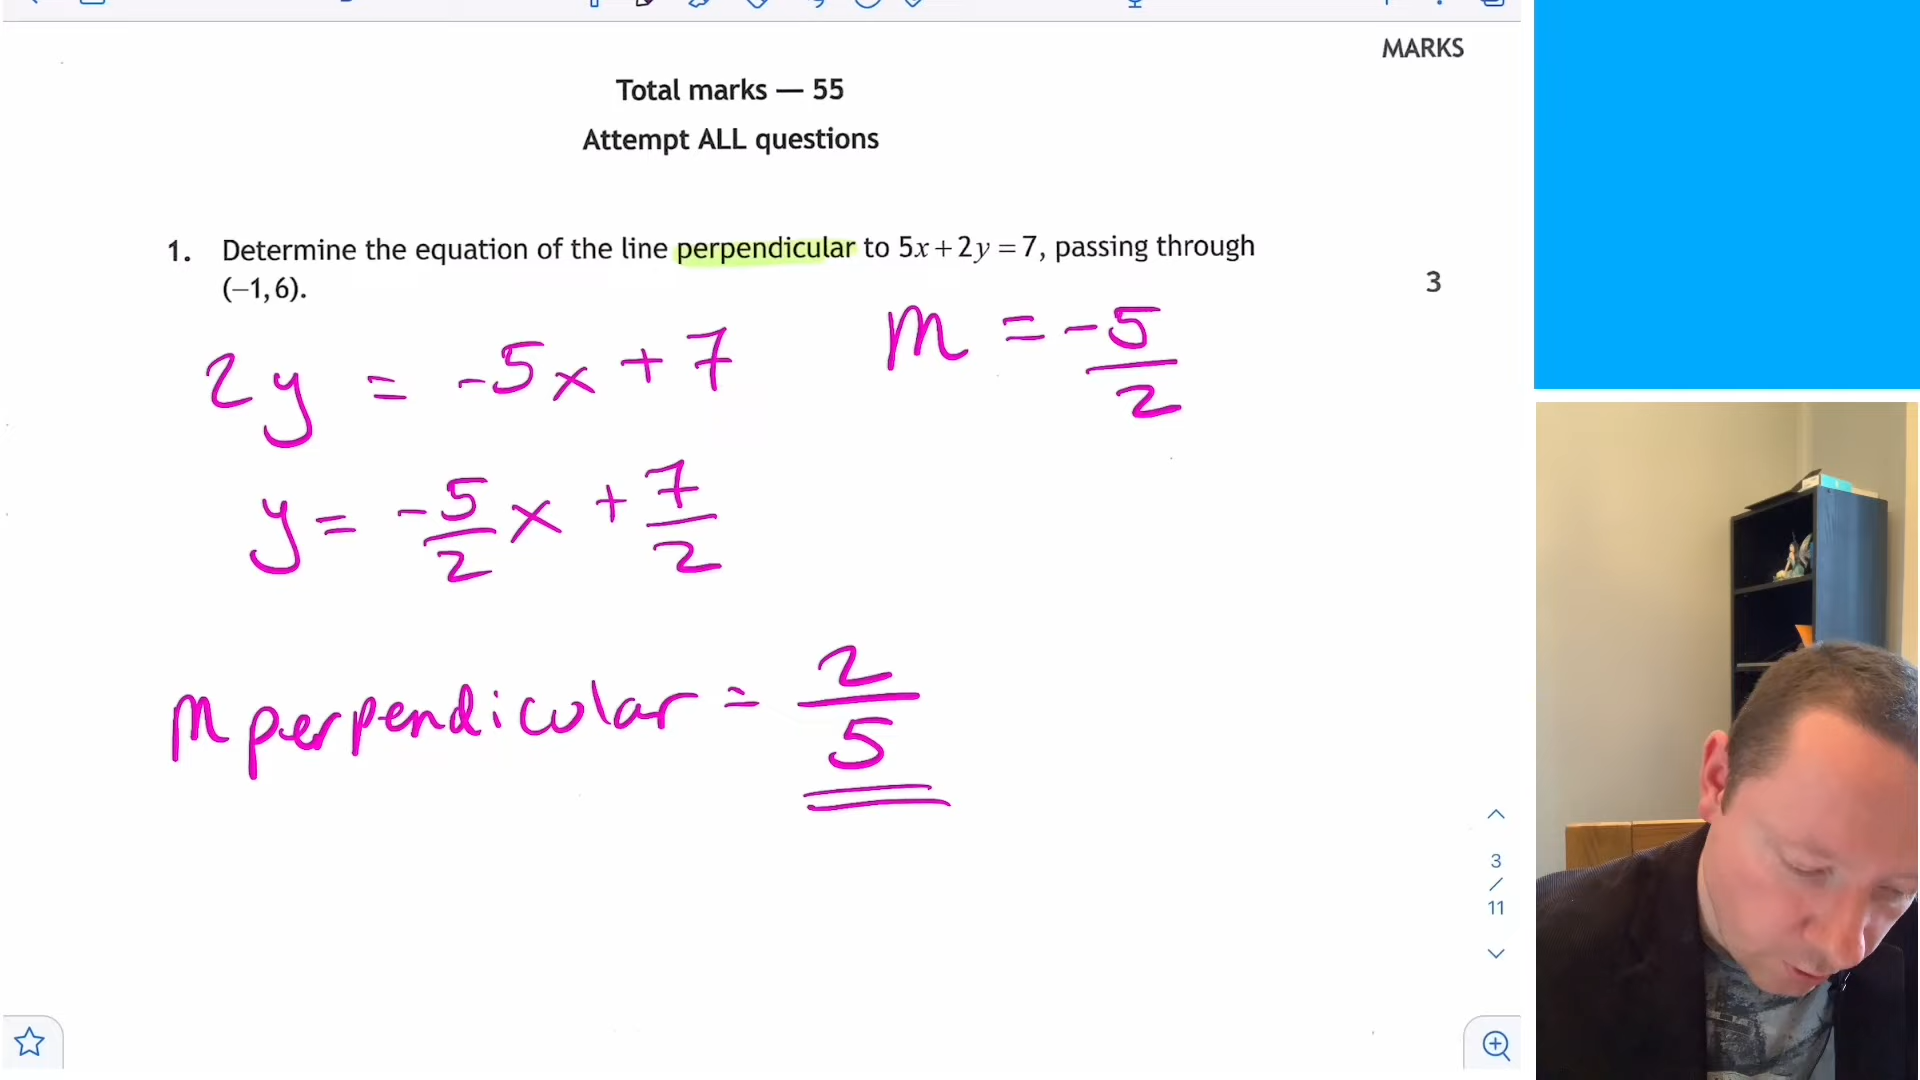 MARKS
Total marks — 55
Attempt ALL questions
1. Determine the equation of the line perpendicular to 5x+2y=7, passing through
(−1,6).
3
2y = -5x + 7
m = -5/2
y = -5/2 x + 7/2
m perpendicular = 2/5
3
/
11